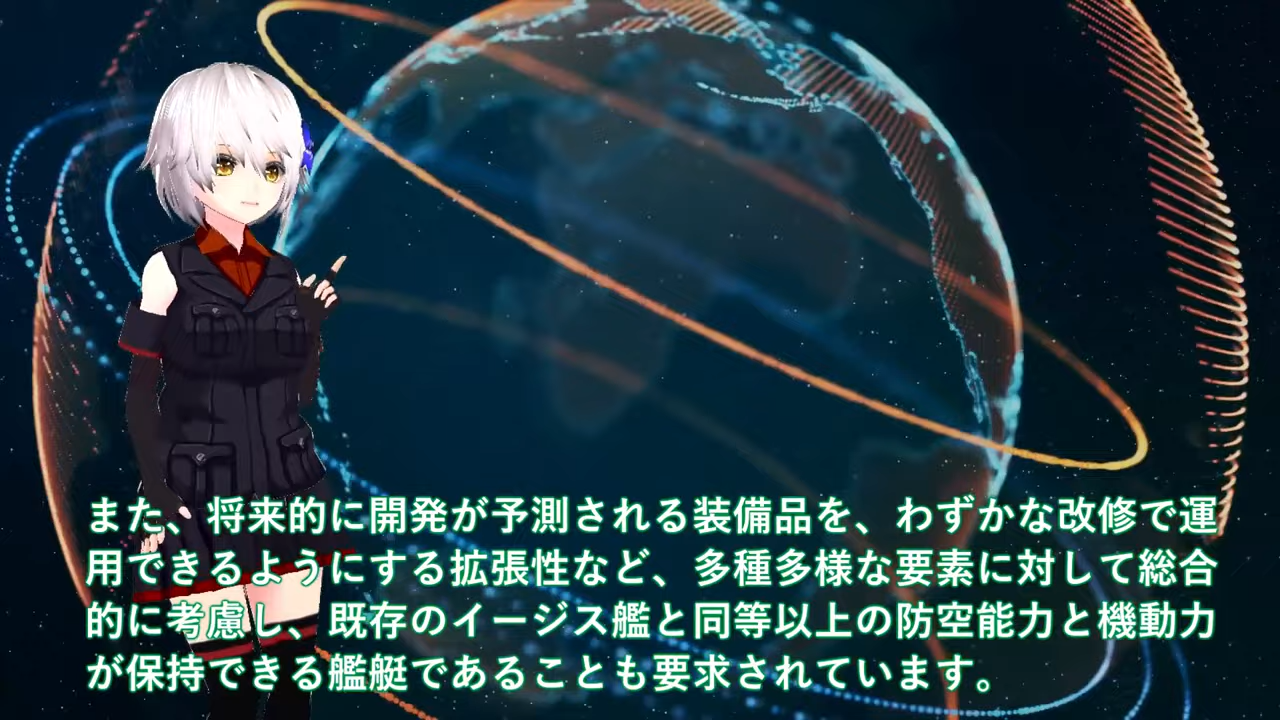 また、将来的に開発が予測される装備品を、わずかな改修で運
用できるようにする拡張性など、多種多様な要素に対して総合
的に考慮し、既存のイージス艦と同等以上の防空能力と機動力
が保持できる艦艇であることも要求されています。